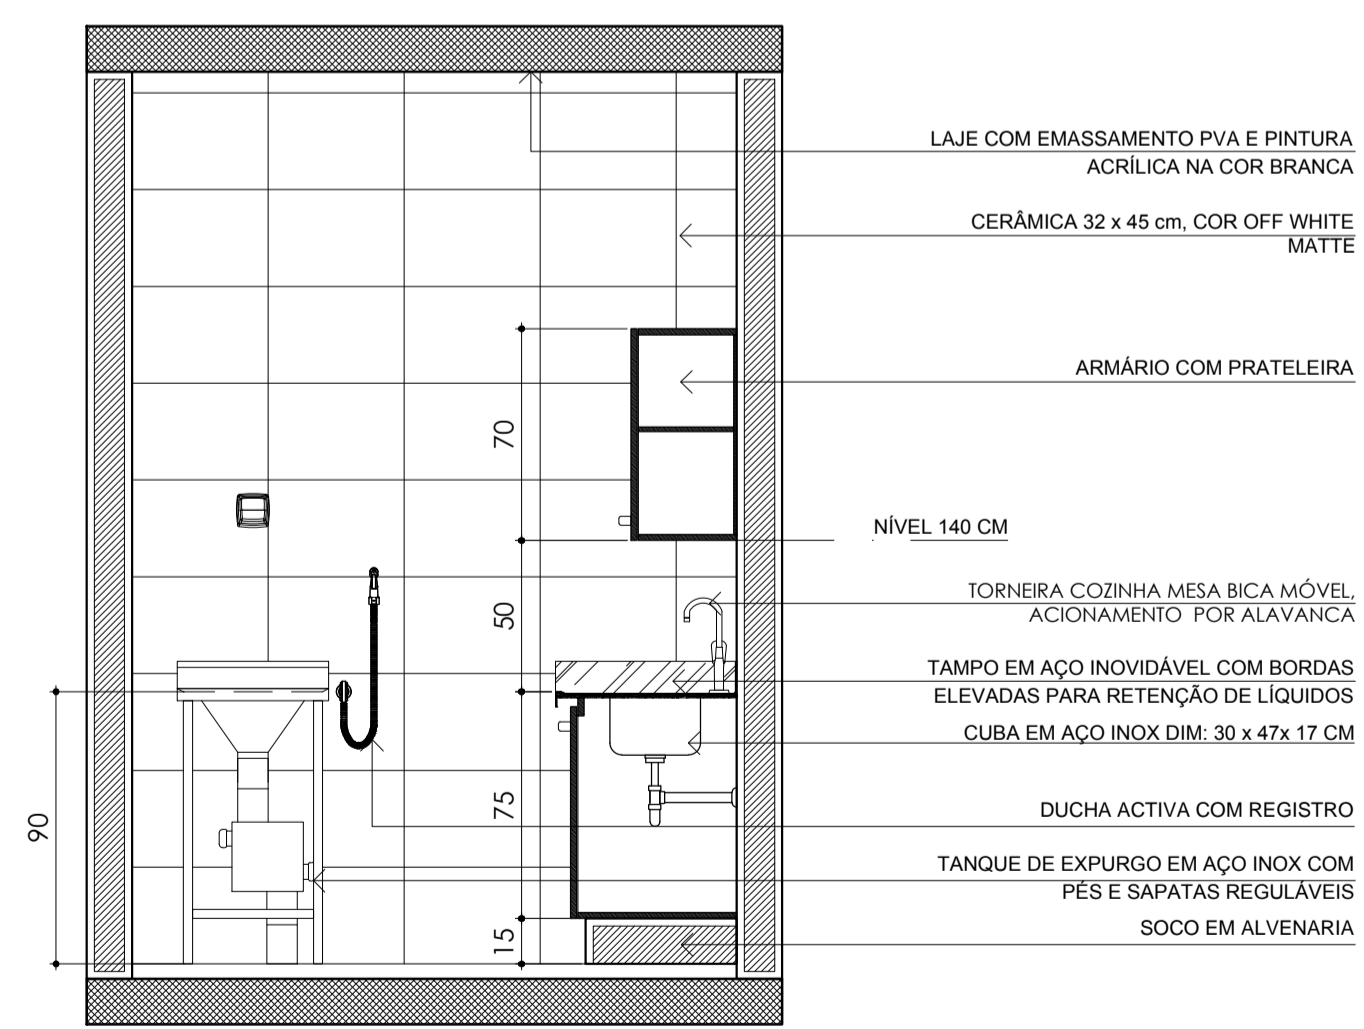 LAJE COM EMASSAMENTO PVA E PINTURA
ACRÍLICA NA COR BRANCA
CERÂMICA 32 x 45 cm, COR OFF WHITE
MATTE
ARMÁRIO COM PRATELEIRA
70
NÍVEL 140 CM
TORNEIRA COZINHA MESA BICA MÓVEL,
ACIONAMENTO POR ALAVANCA
50
TAMPO EM AÇO INOVIDÁVEL COM BORDAS
ELEVADAS PARA RETENÇÃO DE LÍQUIDOS
CUBA EM AÇO INOX DIM: 30 x 47x 17 CM
75
DUCHA ACTIVA COM REGISTRO
90
TANQUE DE EXPURGO EM AÇO INOX COM
PÉS E SAPATAS REGULÁVEIS
SOCO EM ALVENARIA
15